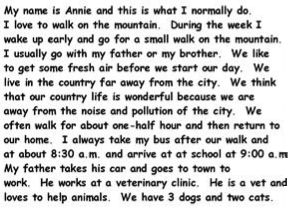 My name is Annie and this is what I normally do.
I love to walk on the mountain. During the week I
wake up early and go for a small walk on the mountain.
I usually go with my father or my brother. We like
to get some fresh air before we start our day. We
live in the country far away from the city. We think
that our country life is wonderful because we are
away from the noise and pollution of the city. We
often walk for about one-half hour and then return to
our home. I always take my bus after our walk and
at about 8:30 a.m. and arrive at at school at 9:00 a.m
My father takes his car and goes to town to
work. He works at a veterinary clinic. He is a vet and
loves to help animals. We have 3 dogs and two cats.